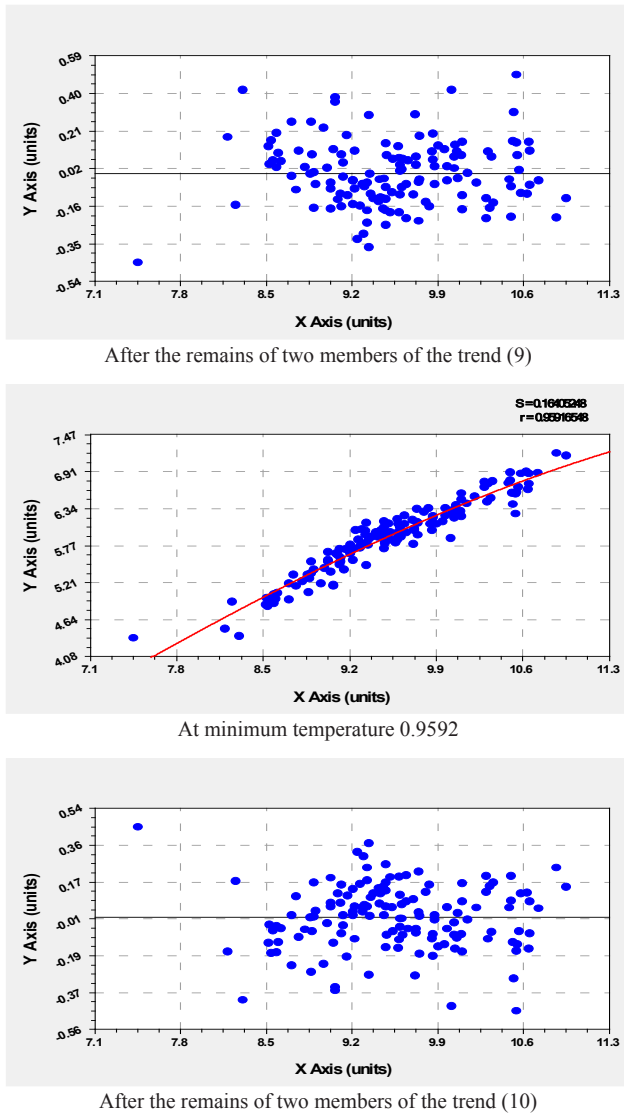 0.59
0.40
0.21
0.02
-0.16
-0.35
-0.54
Y Axis (units)
7.1 7.8 8.5 9.2 9.9 10.6 11.3
X Axis (units)
After the remains of two members of the trend (9)
S = 0.16405248
r = 0.95916548
7.47
6.91
6.34
5.77
5.21
4.64
4.08
Y Axis (units)
7.1 7.8 8.5 9.2 9.9 10.6 11.3
X Axis (units)
At minimum temperature 0.9592
0.54
0.36
0.17
-0.01
-0.19
-0.37
-0.56
Y Axis (units)
7.1 7.8 8.5 9.2 9.9 10.6 11.3
X Axis (units)
After the remains of two members of the trend (10)